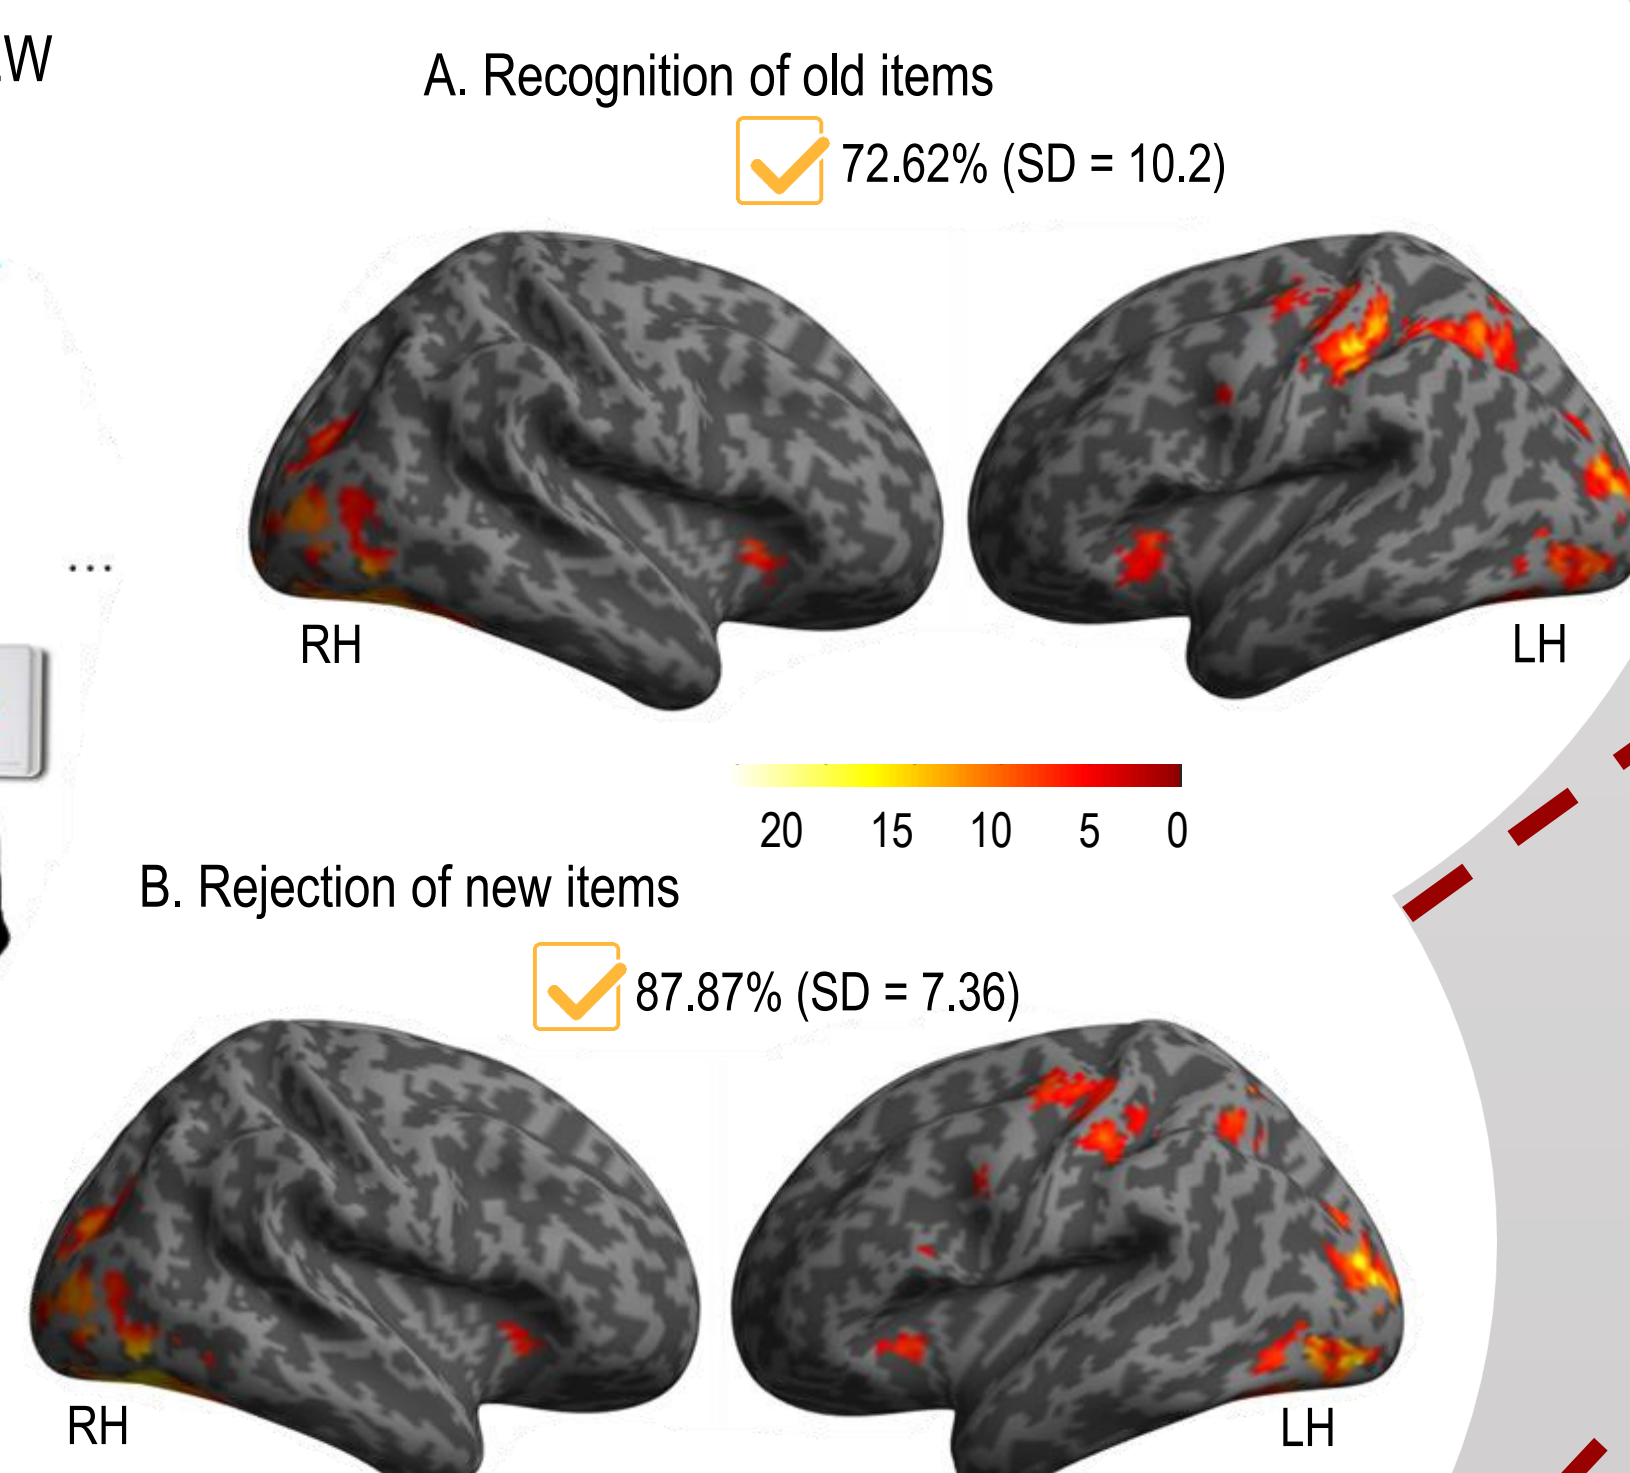 W
A. Recognition of old items
72.62% (SD = 10.2)
...
RH
LH
20 15 10 5 0
B. Rejection of new items
87.87% (SD = 7.36)
RH
LH